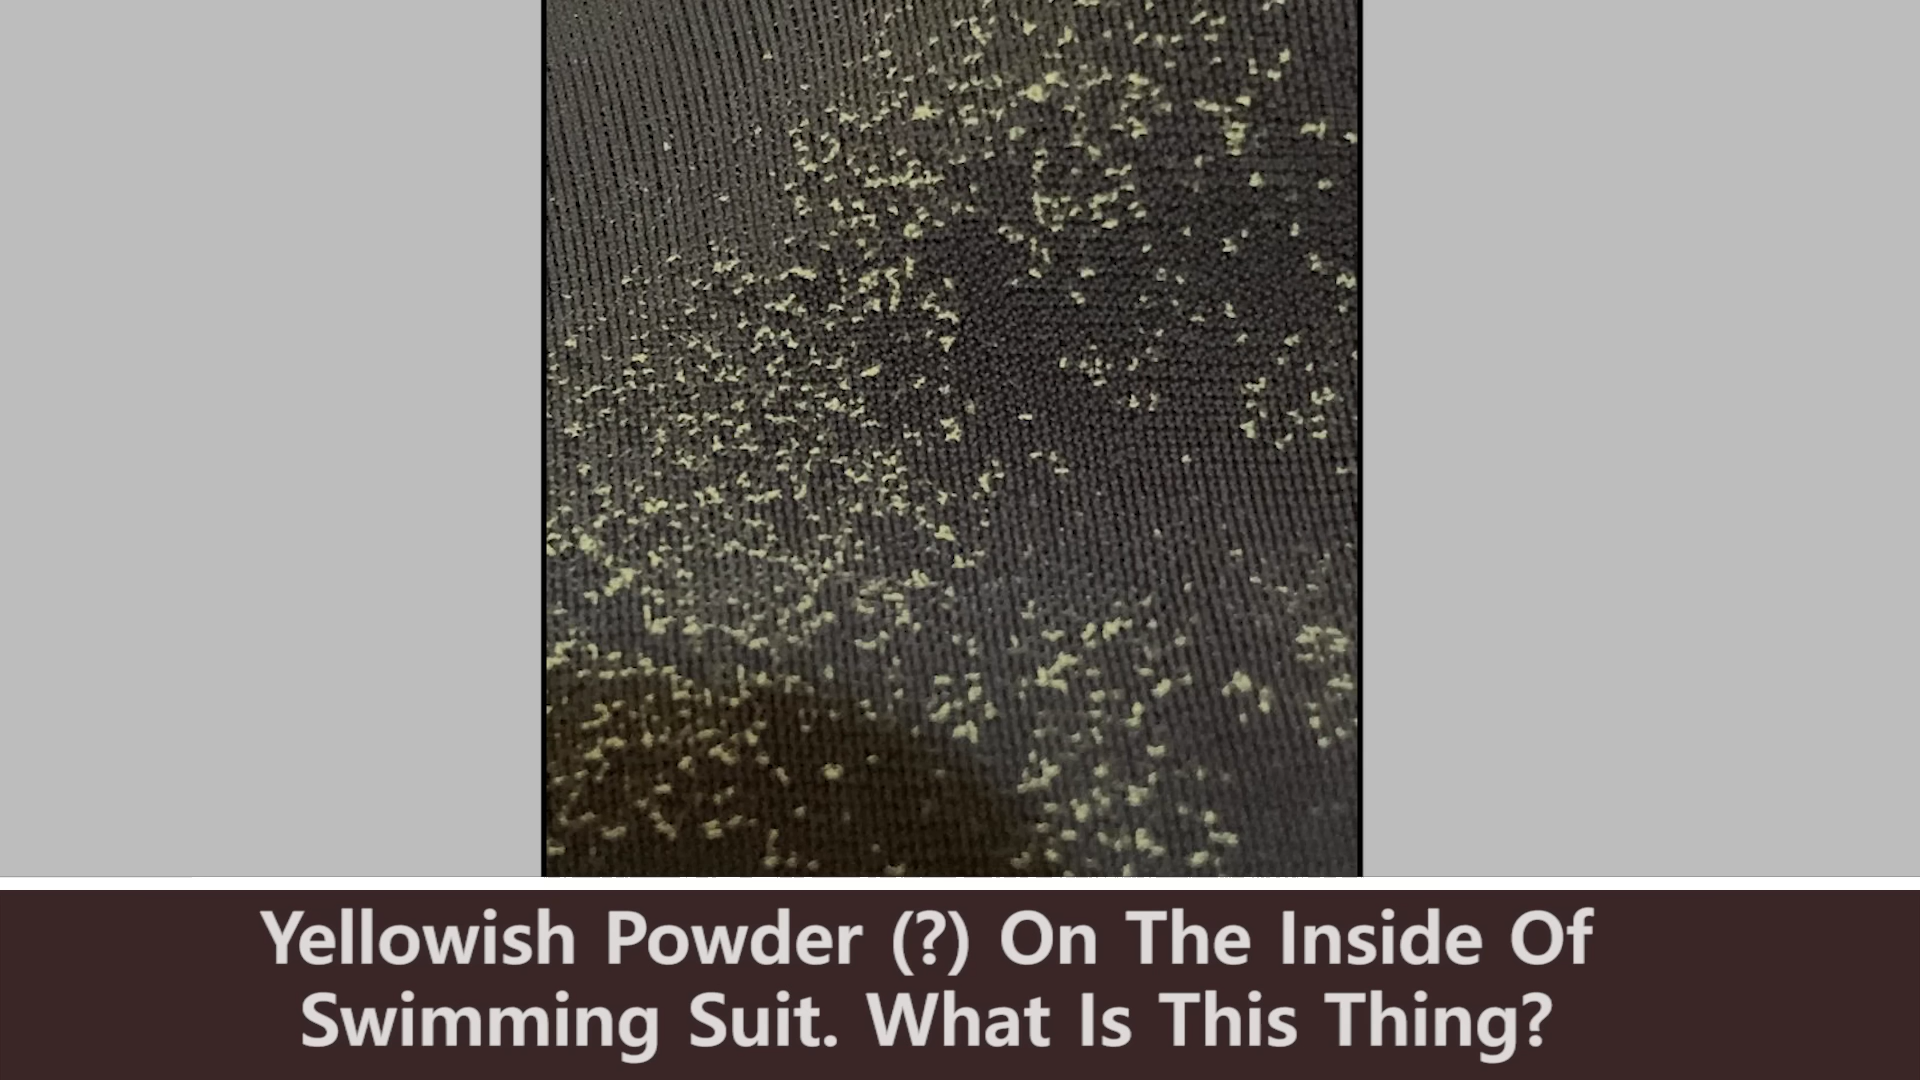 Yellowish Powder (?) On The Inside Of
Swimming Suit. What Is This Thing?